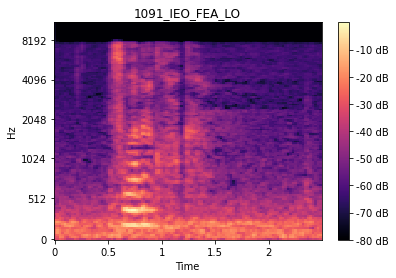 1091_IEO_FEA_LO
8192
4096
2048
1024
512
0
Hz
0
0.5
1
1.5
2
Time
-10 dB
-20 dB
-30 dB
-40 dB
-50 dB
-60 dB
-70 dB
-80 dB